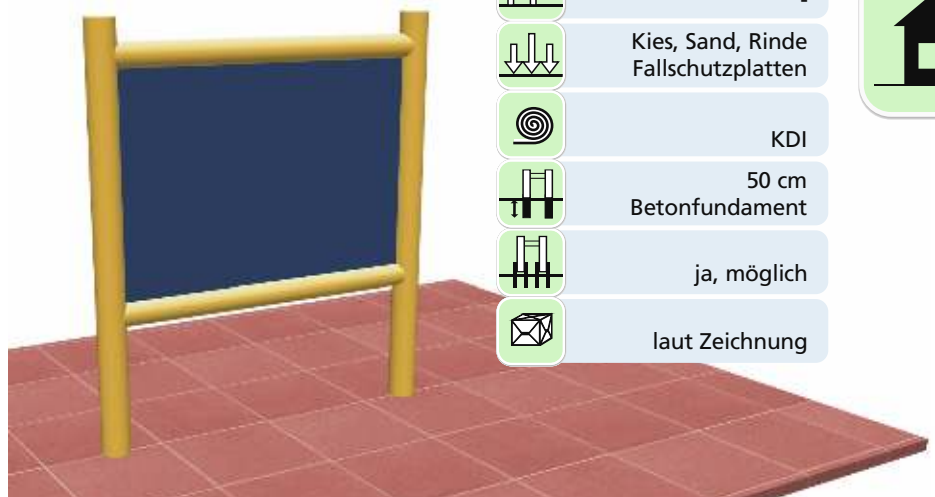 Kies, Sand, Rinde
Fallschutzplatten
KDI
50 cm
Betonfundament
ja, möglich
laut Zeichnung